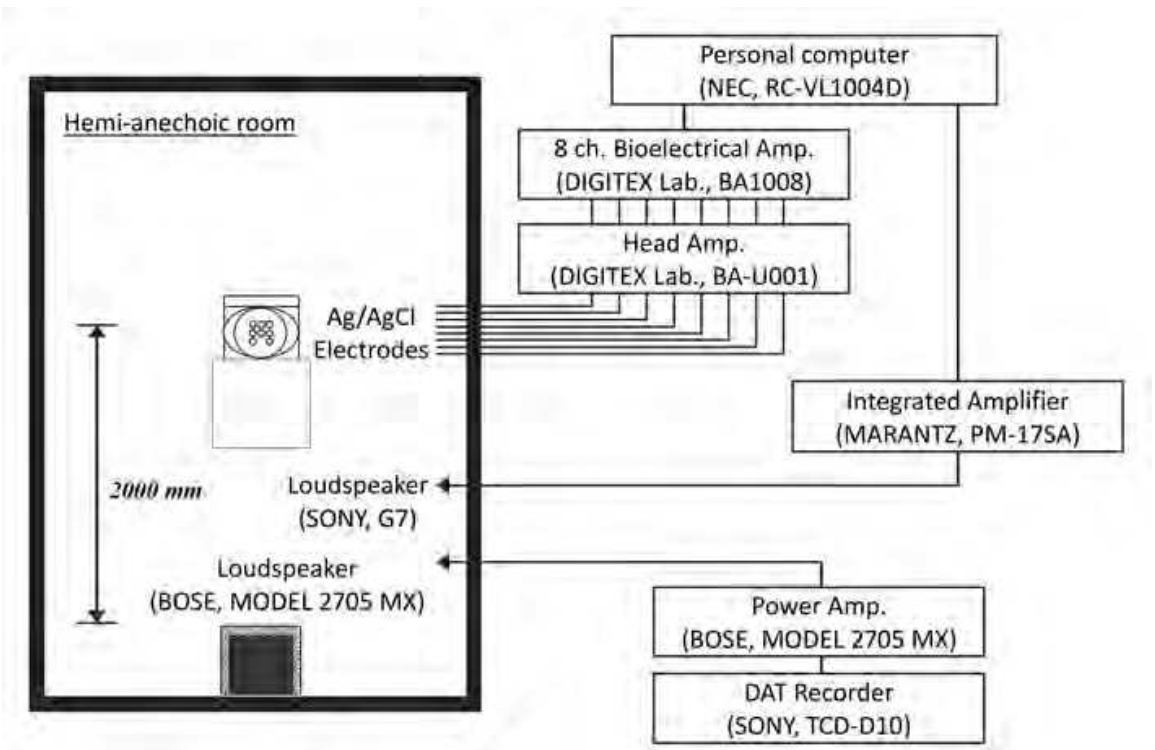 Personal computer
(NEC, RC-VL1004D)
Hemi-anechoic room
8 ch. Bioelectrical Amp.
(DIGITEX Lab., BA1008)
Head Amp.
(DIGITEX Lab., BA-U001)
Ag/AgCl
Electrodes
Integrated Amplifier
(MARANTZ, PM-17SA)
2000 mm
Loudspeaker
(SONY, G7)
Loudspeaker
(BOSE, MODEL 2705 MX)
Power Amp.
(BOSE, MODEL 2705 MX)
DAT Recorder
(SONY, TCD-D10)